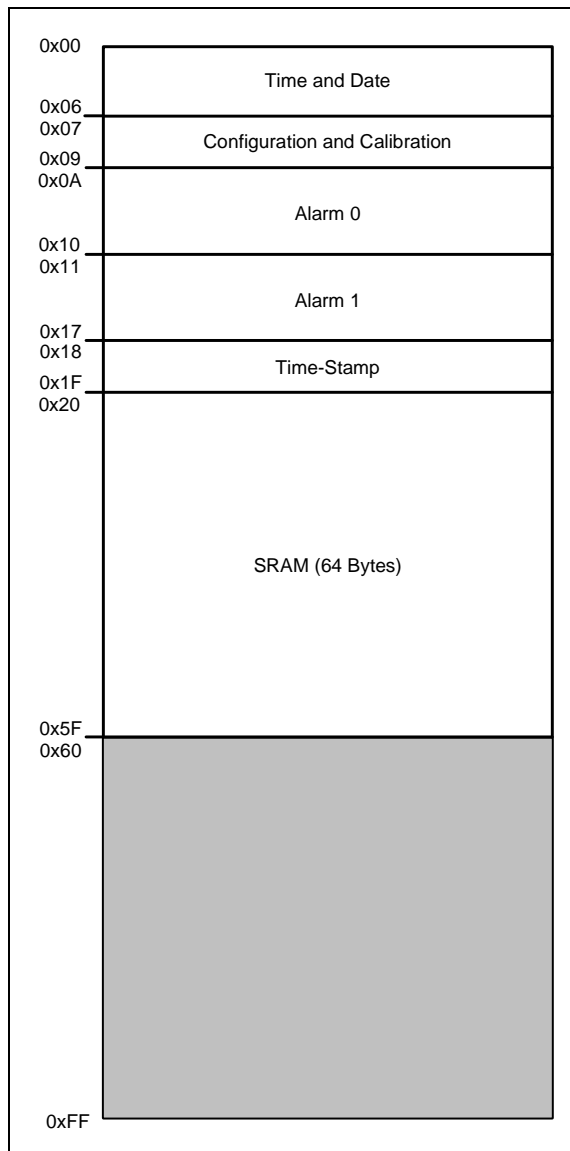 0x00
Time and Date
0x06
0x07
Configuration and Calibration
0x09
0x0A
Alarm 0
0x10
0x11
Alarm 1
0x17
0x18
Time-Stamp
0x1F
0x20
SRAM (64 Bytes)
0x5F
0x60
0xFF